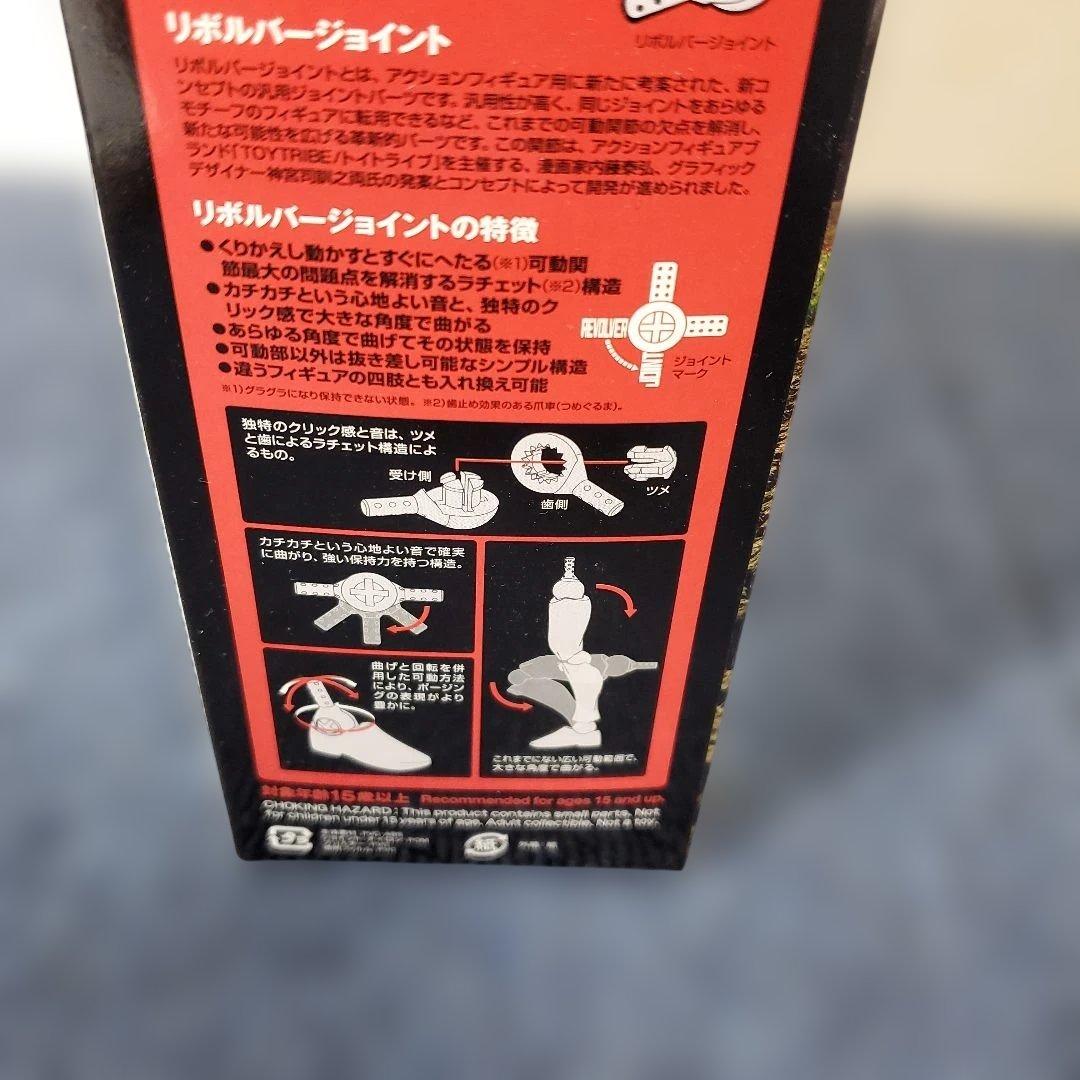 リボルバージョイント
リボルバージョイント
リボルバージョイントとは、アクションフィギュア用に新たに考案された、新コ
ンセプトの汎用ジョイントパーツです。汎用性が高く、同じジョイントをあらゆる
モチーフのフィギュアに転用できるなど、これまでの可動関節の欠点を解消し、
新たな可能性を広げる革新的パーツです。この関節は、アクションフィギュアブ
ランド「TOYTRIBE/トイトライブ」を主催する、漫画家内藤泰弘、グラフィック
デザイナー神宮司訓之両氏の発案とコンセプトによって開発が進められました。
リボルバージョイントの特徴
●くりかえし動かすとすぐにへたる(※1)可動関
節最大の問題点を解消するラチェット(※2)構造
●カチカチという心地よい音と、独特のク
リック感で大きな角度で曲がる
●あらゆる角度で曲げてその状態を保持
●可動部以外は抜き差し可能なシンプル構造
●違うフィギュアの四肢とも入れ換え可能
※1)グラグラになり保持できない状態。 ※2)歯止め効果のある爪車(つめぐるま)。
REVOLVER
JOINT
ジョイント
マーク
独特のクリック感と音は、ツメ
と歯によるラチェット構造によ
るもの。
受け側
歯側
ツメ
カチカチという心地よい音で確実
に曲がり、強い保持力を持つ構造。
曲げと回転を併
用した可動方法
により、ポージン
グの表現がより
豊かに。
これまでにない広い可動範囲で、
大きな角度で曲がる。
対象年齢15歳以上 Recommended for ages 15 and up.
CHOKING HAZARD : This product contains small parts. Not
for children under 15 years of age. Adult collectible. Not a toy.
紙
外箱:紙